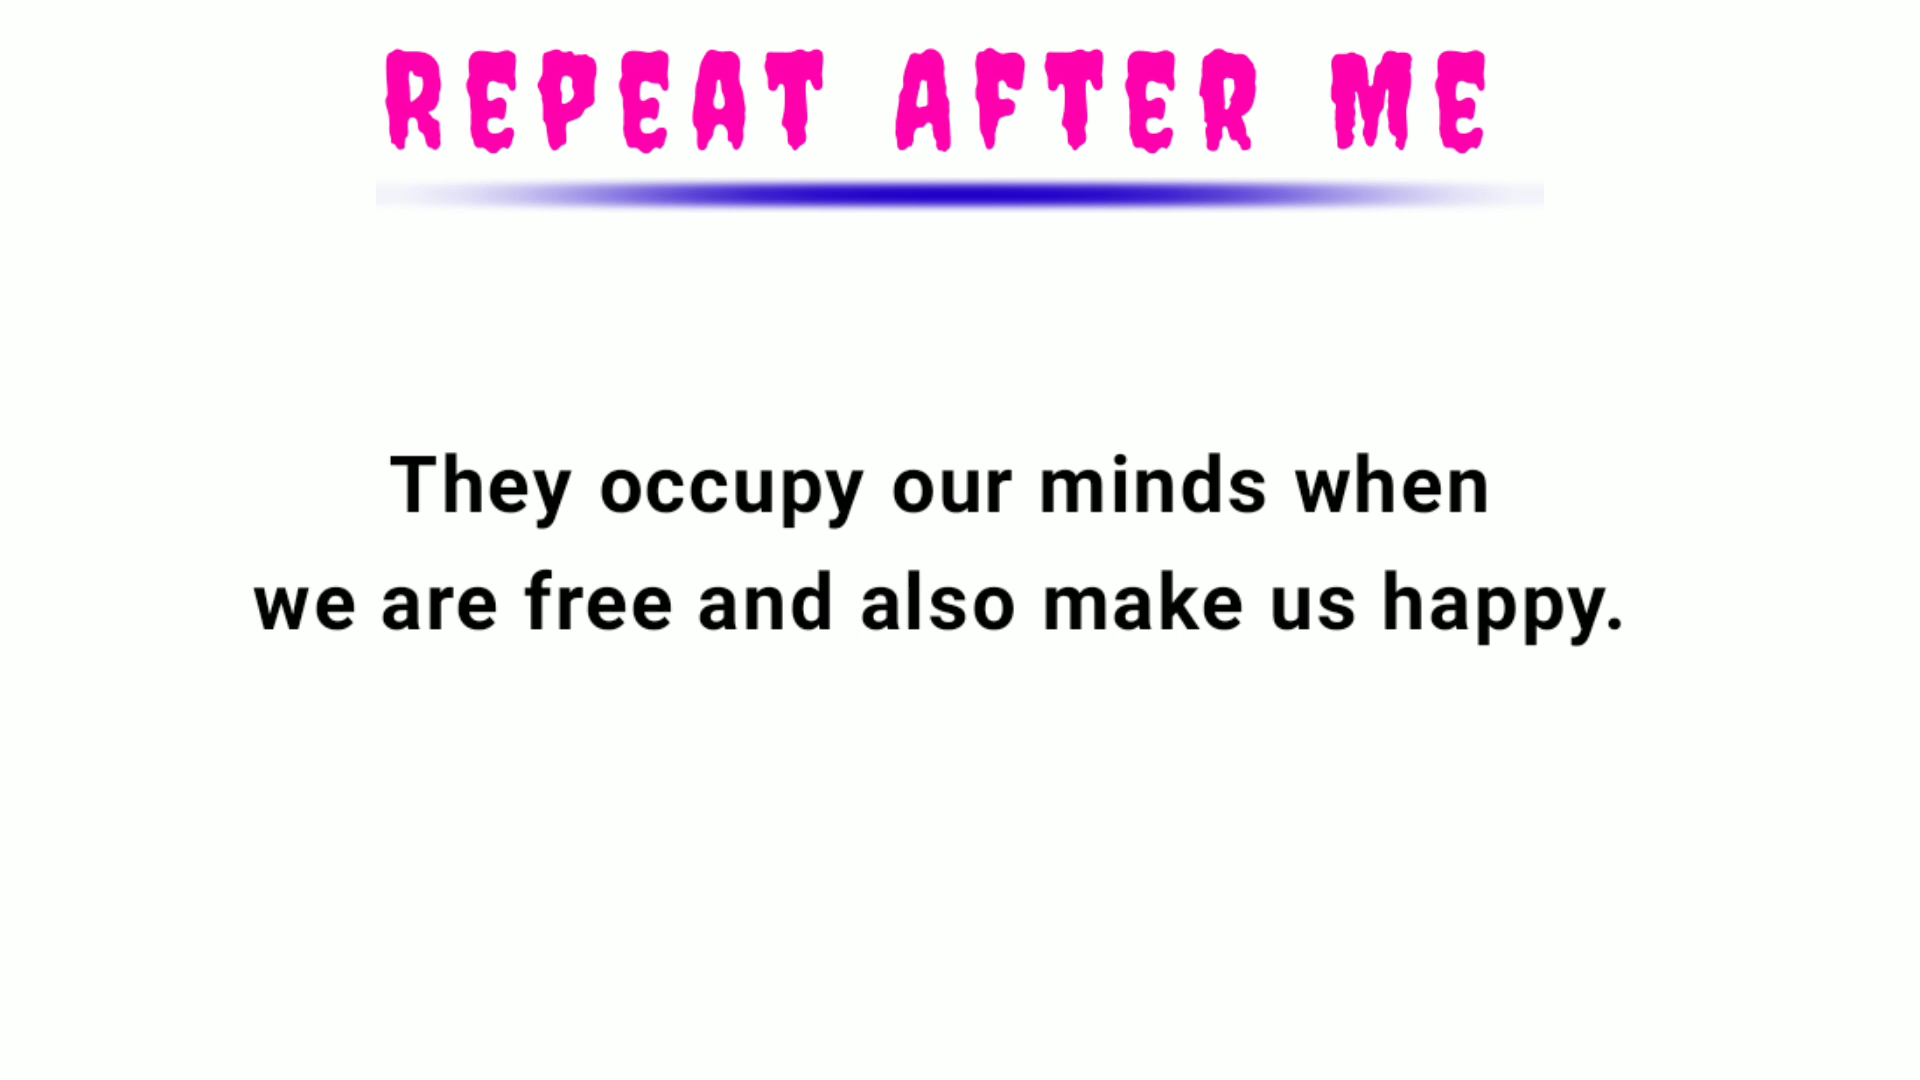 REPEAT AFTER ME
They occupy our minds when
we are free and also make us happy.